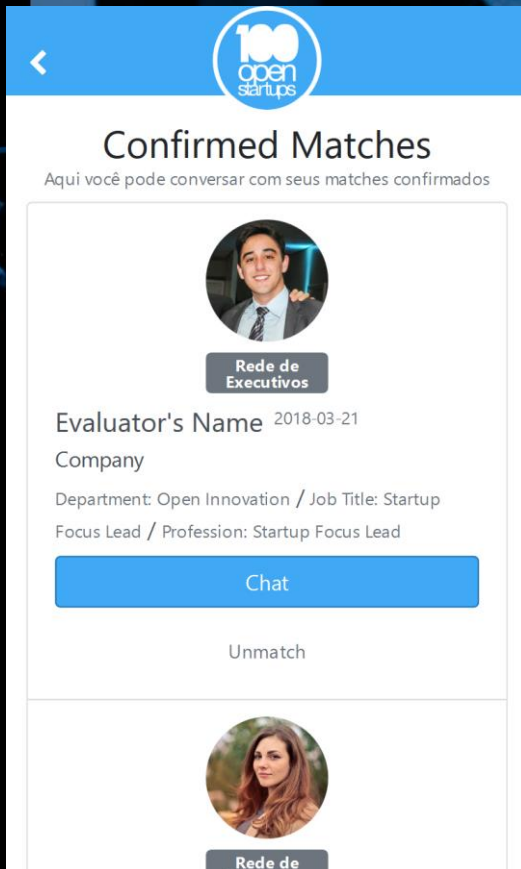 100
open
startups
Confirmed Matches
Aqui você pode conversar com seus matches confirmados
Rede de
Executivos
Evaluator's Name 2018-03-21
Company
Department: Open Innovation / Job Title: Startup
Focus Lead / Profession: Startup Focus Lead
Chat
Unmatch
Rede de